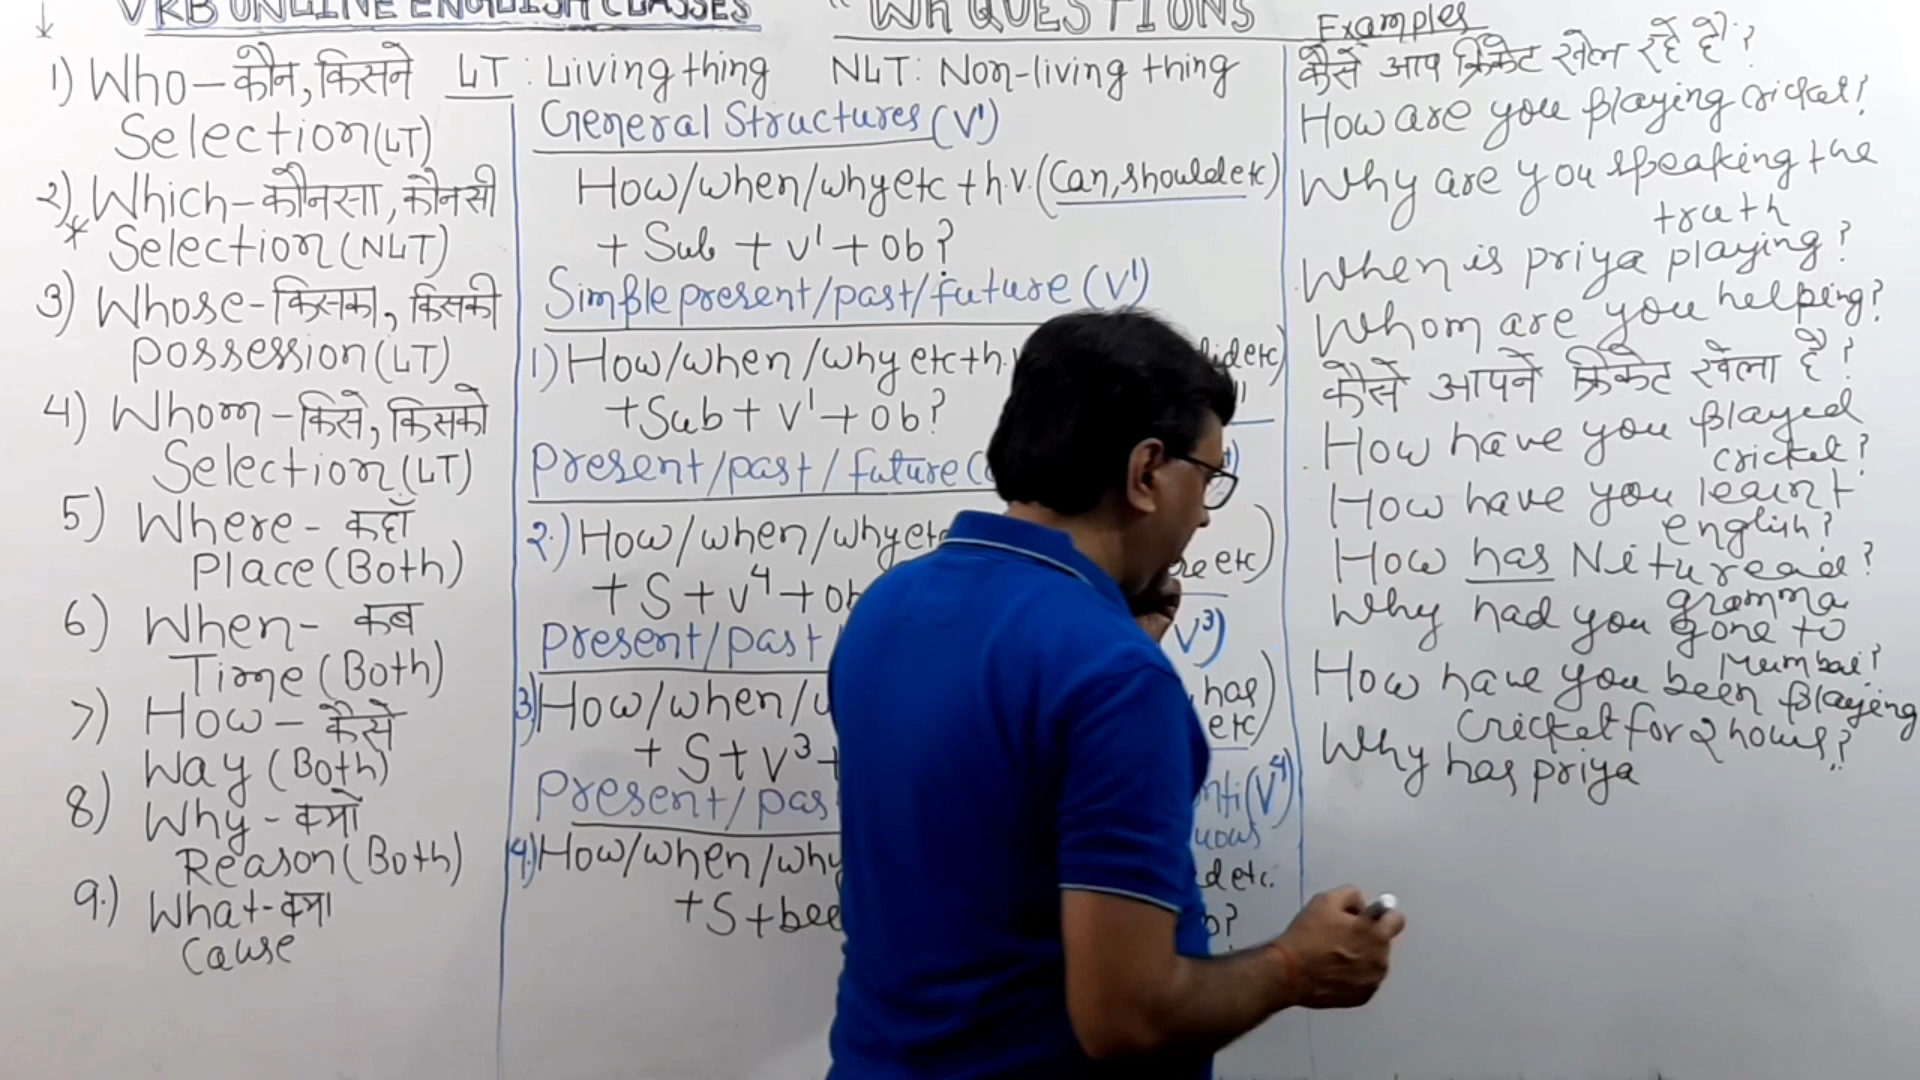 VRB ONLINE ENGLISH CLASSES
"Wh QUESTIONS
1) Who - कौन, किसने
Selection (LT)
2) Which - कौनसा, कौनसी
* Selection (NLT)
3) Whose - किसका, किसकी
Possession (LT)
4) Whom - किसे, किसको
Selection (LT)
5) Where - कहाँ
Place (Both)
6) When - कब
Time (Both)
7) How - कैसे
Way (Both)
8) Why - क्यों
Reason (Both)
9.) What - क्या
Cause
LT : Living thing NLT : Non-living thing
General Structures (V¹)
How/when/why etc + h.v. (Can, should etc)
+ Sub + V¹ + Ob?
Simple present/past/future (V¹)
1) How/when/why etc + h.
+ Sub + V¹ + Ob?
Present/past/future
2.) How/when/why etc
+ S + V⁴ +
Present/past
V³)
3) How/when/
has
etc)
+ S + V³ +
Present/
(V⁴)
4.) How/when/why
etc.
+ S +
Examples
कैसे आप क्रिकेट खेल रहे हो?
How are you playing cricket?
Why are you speaking the
truth
When is priya playing?
Whom are you helping?
कैसे आपने क्रिकेट खेला है?
How have you played
cricket?
How have you learnt
english?
How has Nitu read?
gramma
Why had you gone to
Mumbai?
How have you been playing
cricket for 2 hours?
Why has priya